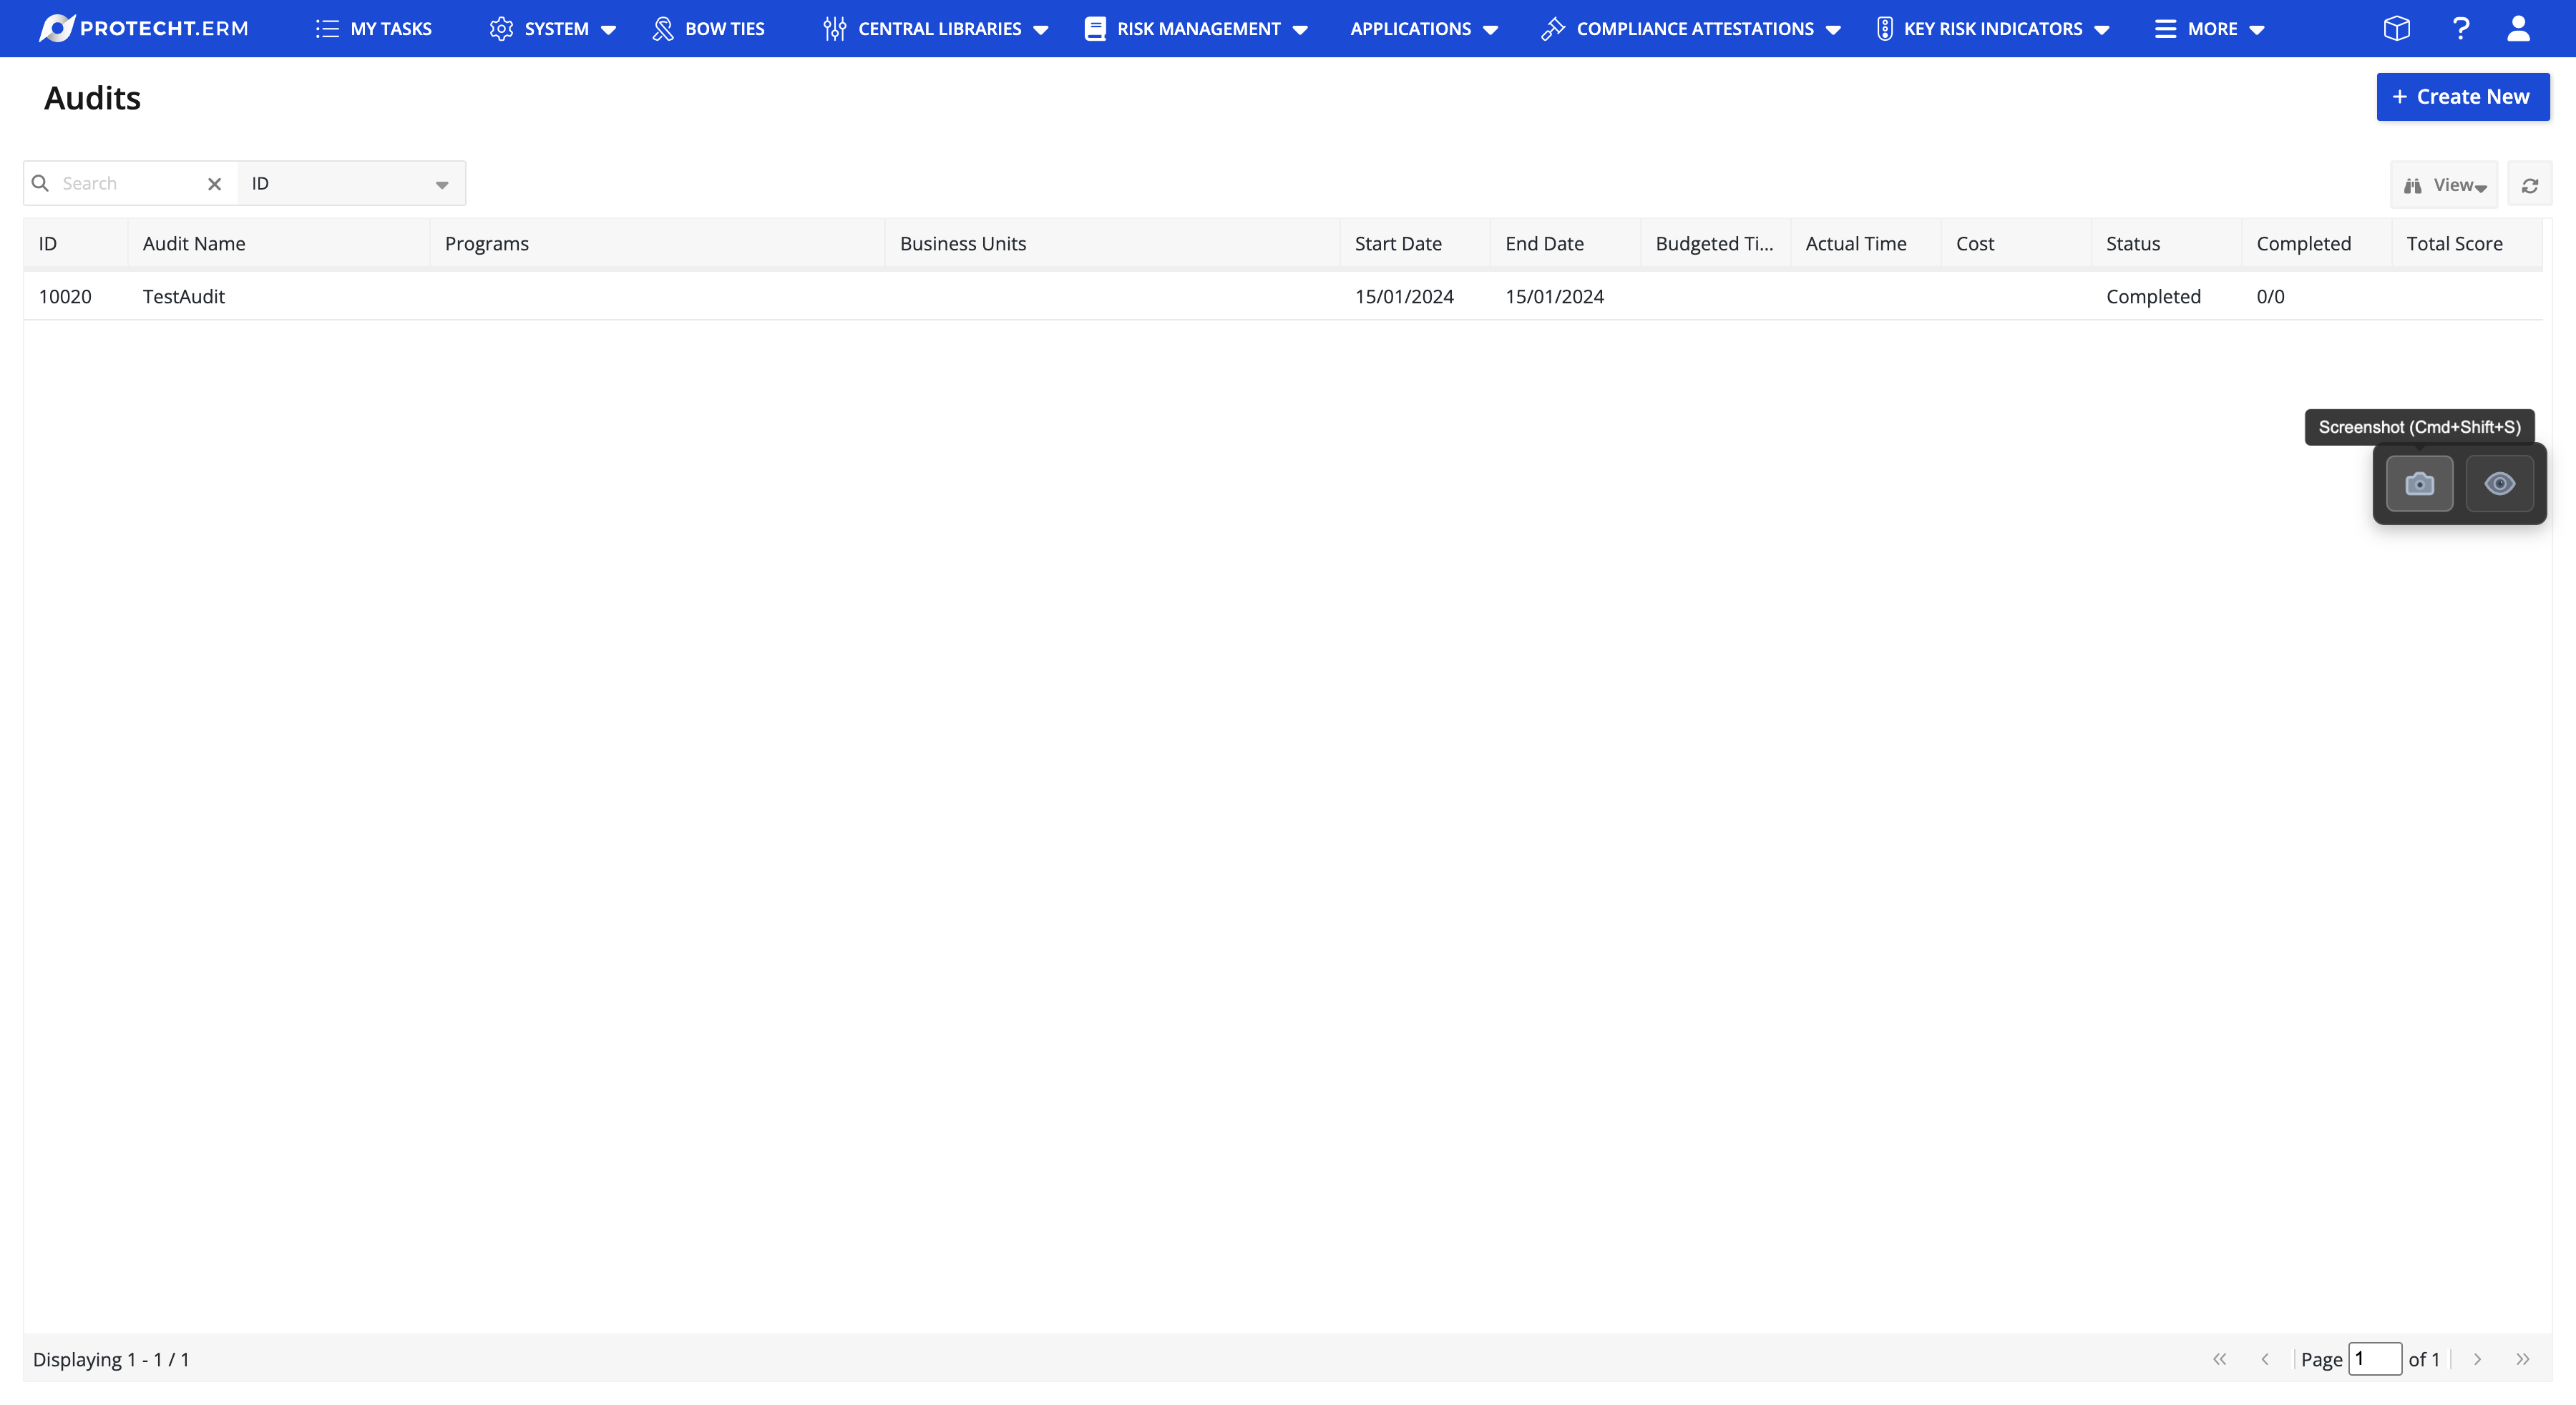 PROTECHT.ERM MY TASKS SYSTEM BOW TIES CENTRAL LIBRARIES RISK MANAGEMENT APPLICATIONS COMPLIANCE ATTESTATIONS KEY RISK INDICATORS MORE ?
Audits
+ Create New
Search ID View
ID Audit Name Programs Business Units Start Date End Date Budgeted Ti... Actual Time Cost Status Completed Total Score
10020 TestAudit 15/01/2024 15/01/2024 Completed 0/0
Screenshot (Cmd+Shift+S)
Displaying 1 - 1 / 1 Page 1 of 1